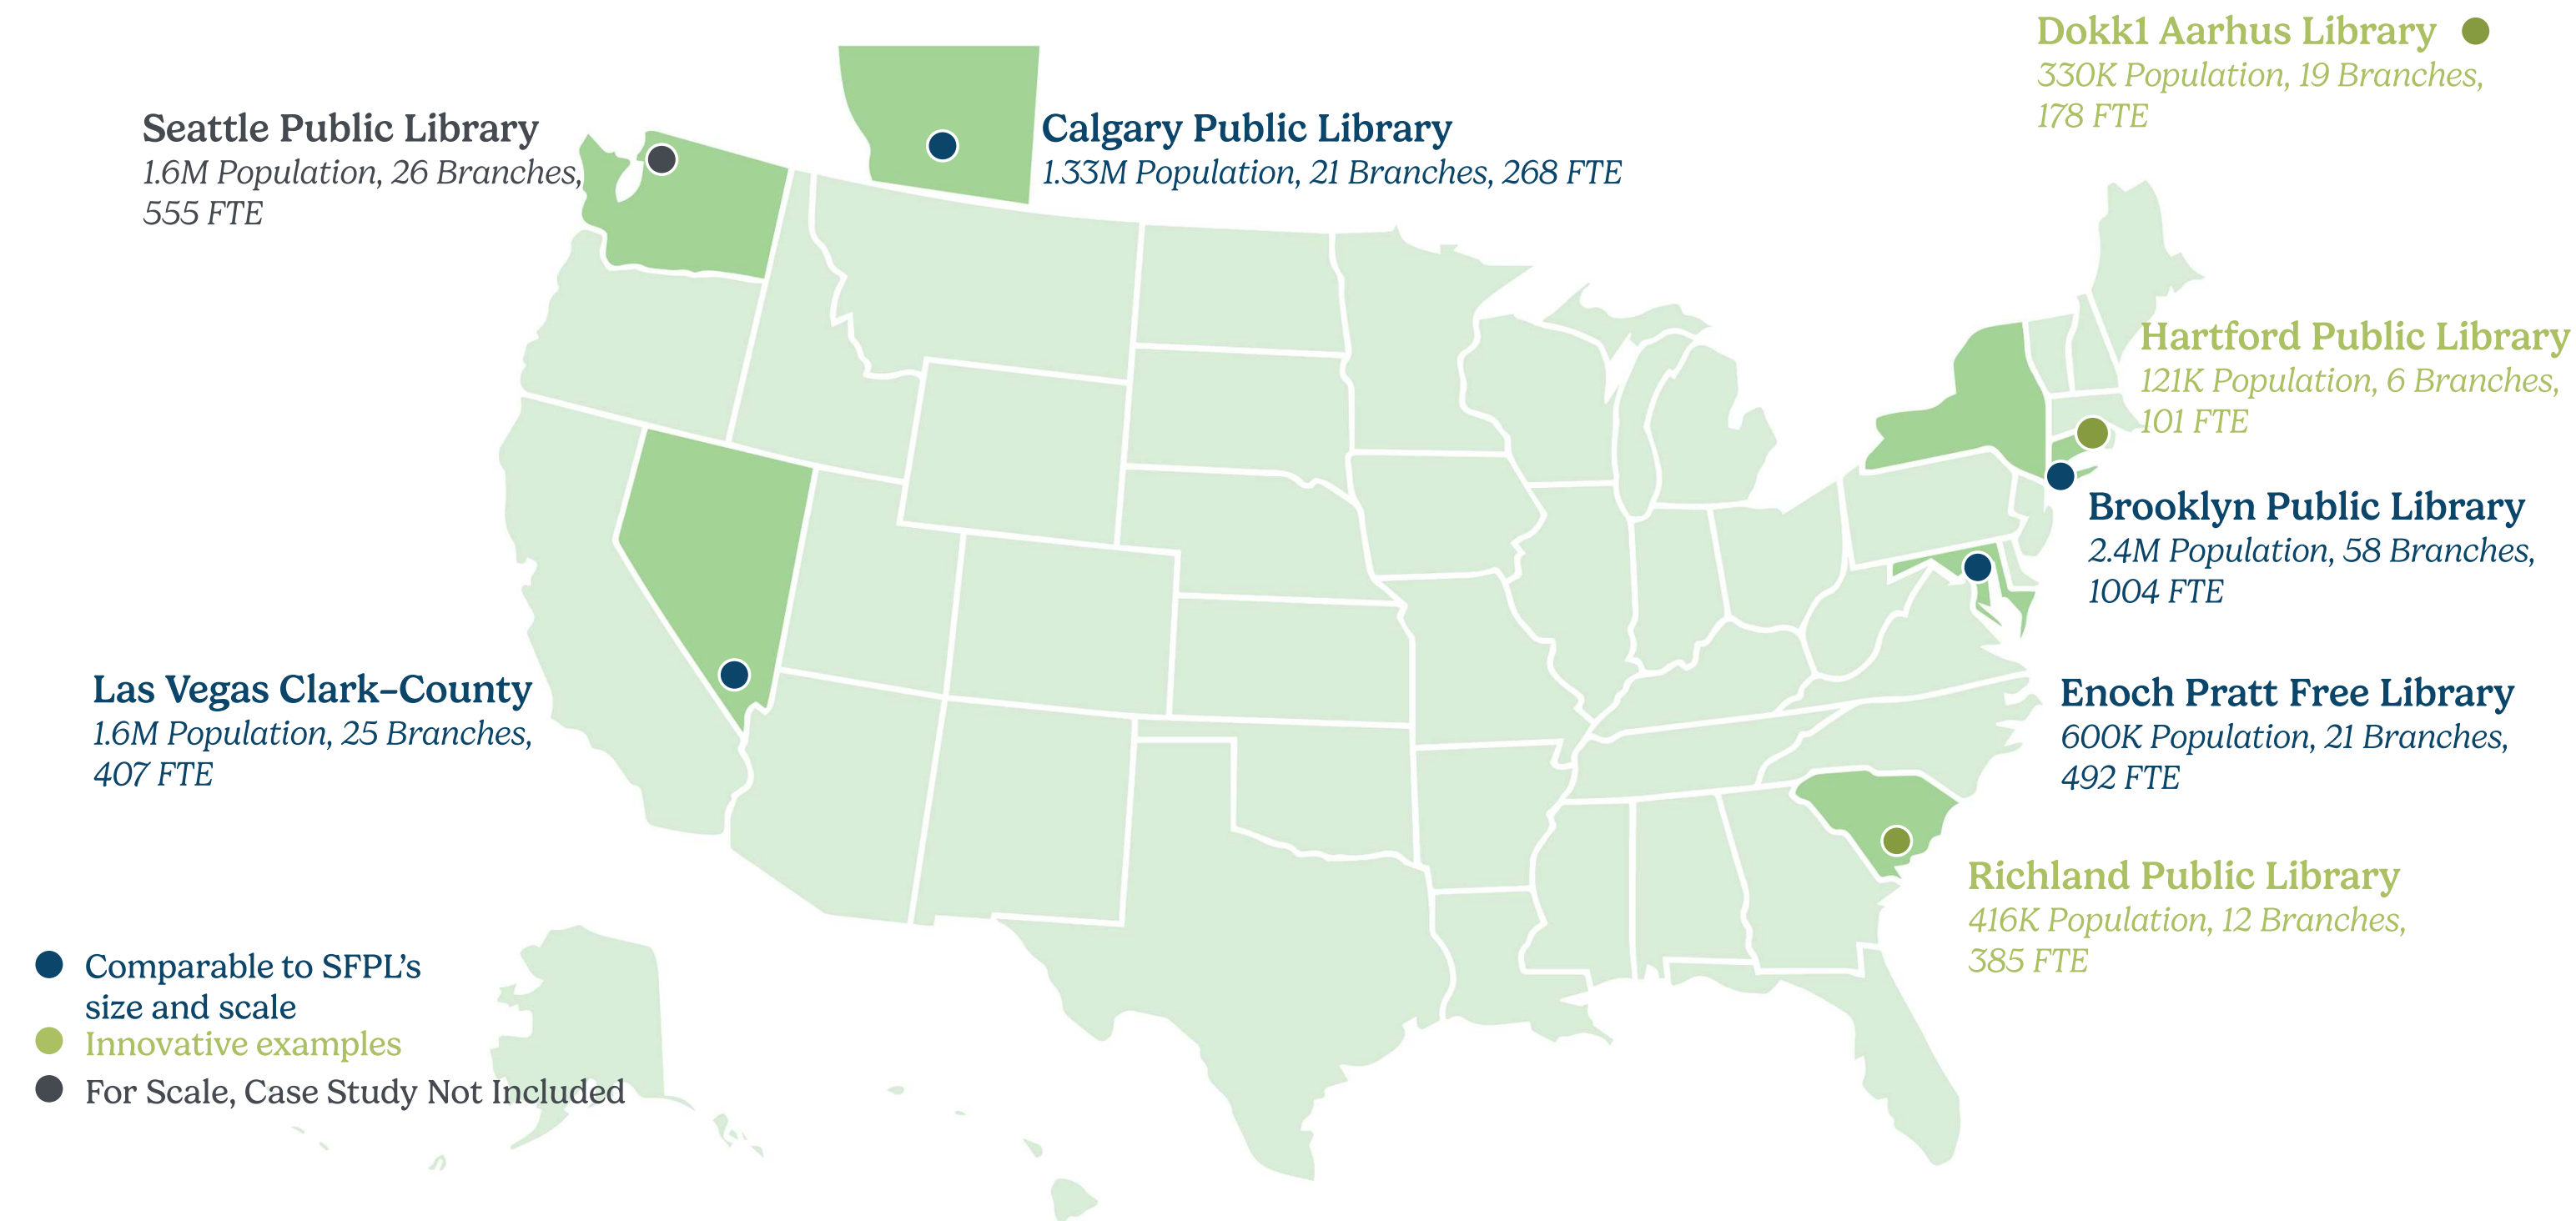 Dokk1 Aarhus Library
330K Population, 19 Branches,
178 FTE
Seattle Public Library
1.6M Population, 26 Branches,
555 FTE
Calgary Public Library
1.33M Population, 21 Branches, 268 FTE
Hartford Public Library
121K Population, 6 Branches,
101 FTE
Brooklyn Public Library
2.4M Population, 58 Branches,
1004 FTE
Las Vegas Clark–County
1.6M Population, 25 Branches,
407 FTE
Enoch Pratt Free Library
600K Population, 21 Branches,
492 FTE
Richland Public Library
416K Population, 12 Branches,
385 FTE
Comparable to SFPL’s
size and scale
Innovative examples
For Scale, Case Study Not Included